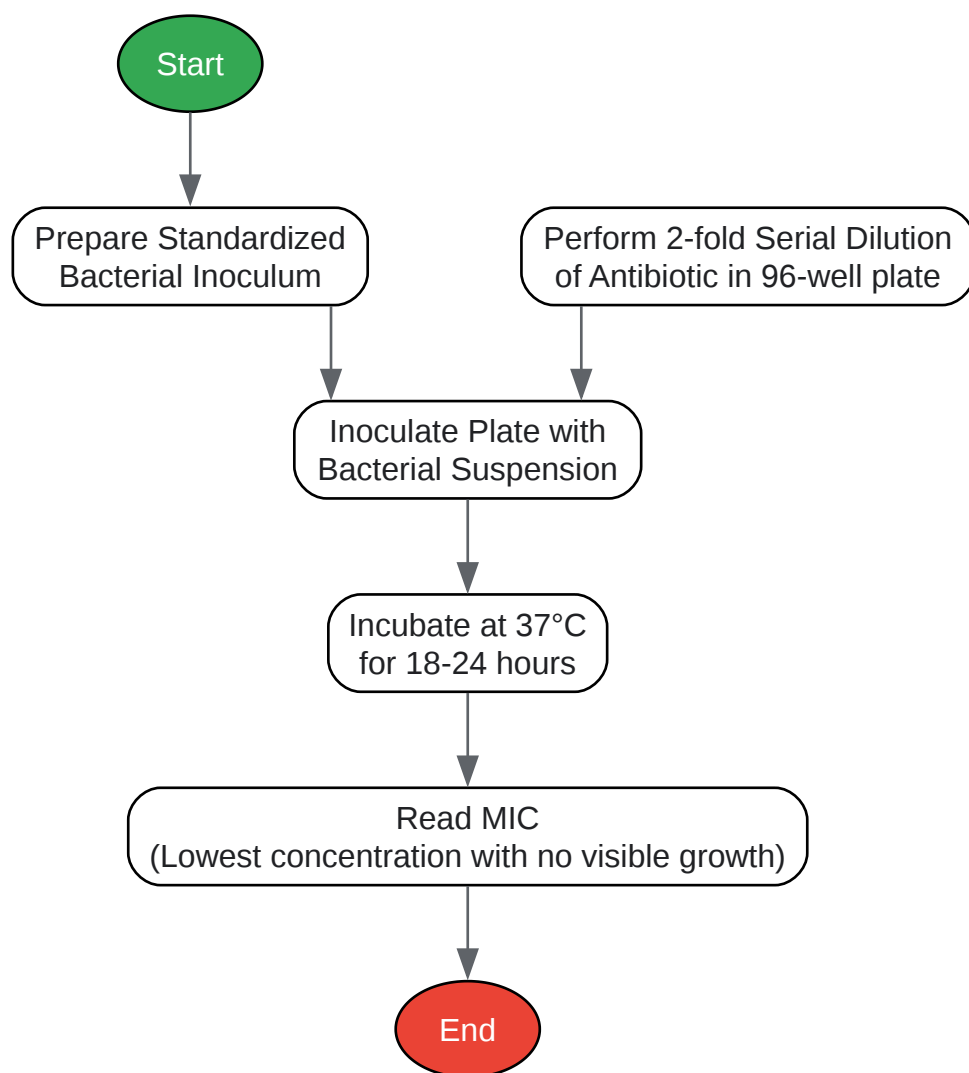 Start
Prepare Standardized
Bacterial Inoculum
Perform 2-fold Serial Dilution
of Antibiotic in 96-well plate
Inoculate Plate with
Bacterial Suspension
Incubate at 37°C
for 18-24 hours
Read MIC
(Lowest concentration with no visible growth)
End